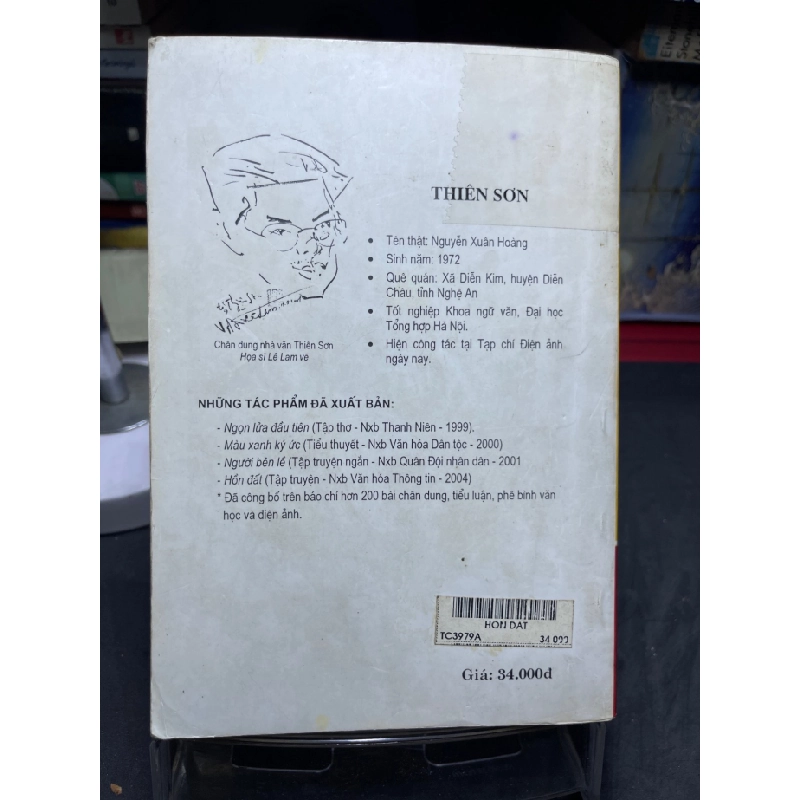 THIÊN SƠN
• Tên thật: Nguyễn Xuân Hoàng
• Sinh năm: 1972
• Quê quán: Xã Diễn Kim, huyện Diễn
Châu, tỉnh Nghệ An
• Tốt nghiệp Khoa ngữ văn, Đại học
Tổng hợp Hà Nội.
• Hiện công tác tại Tạp chí Điện ảnh
ngày nay.
Chân dung nhà văn Thiên Sơn
Họa sĩ Lê Lam vẽ
NHỮNG TÁC PHẨM ĐÃ XUẤT BẢN:
- Ngọn lửa đầu tiên (Tập thơ - Nxb Thanh Niên - 1999).
- Màu xanh ký ức (Tiểu thuyết - Nxb Văn hóa Dân tộc - 2000)
- Người bên lề (Tệp truyện ngắn - Nxb Quân Đội nhân dân - 2001
- Hồn đất (Tập truyện - Nxb Văn hóa Thông tin - 2004)
* Đã công bố trên báo chí hơn 200 bài chân dung, tiểu luận, phê bình văn
học và điện ảnh.
HON DAT
TC3979A 34.000
Giá: 34.000đ